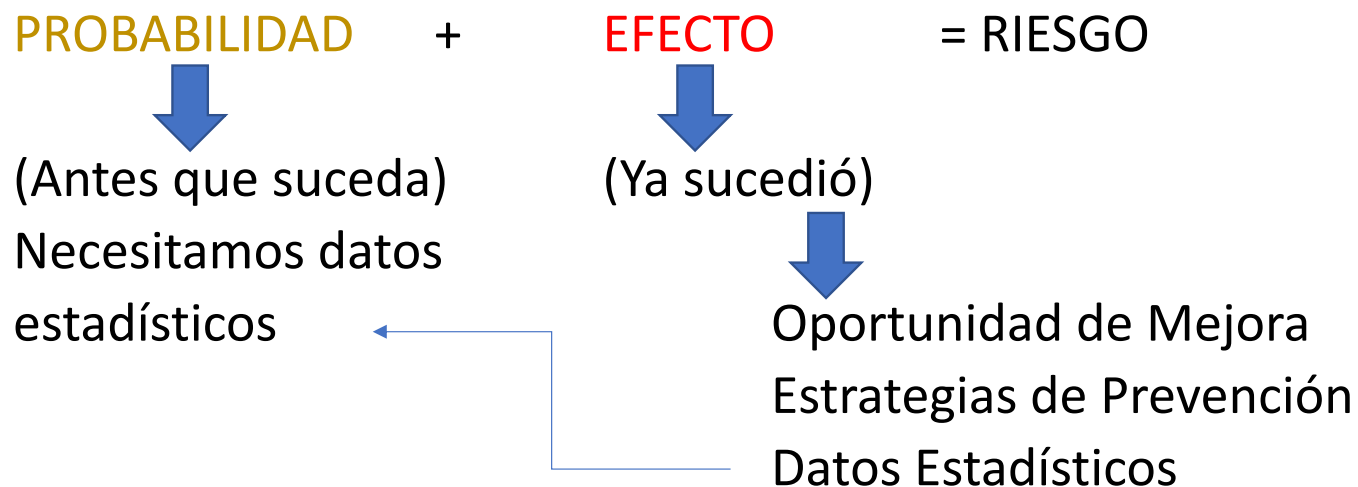 PROBABILIDAD + EFECTO = RIESGO
(Antes que suceda) (Ya sucedió)
Necesitamos datos
estadísticos
Oportunidad de Mejora
Estrategias de Prevención
Datos Estadísticos